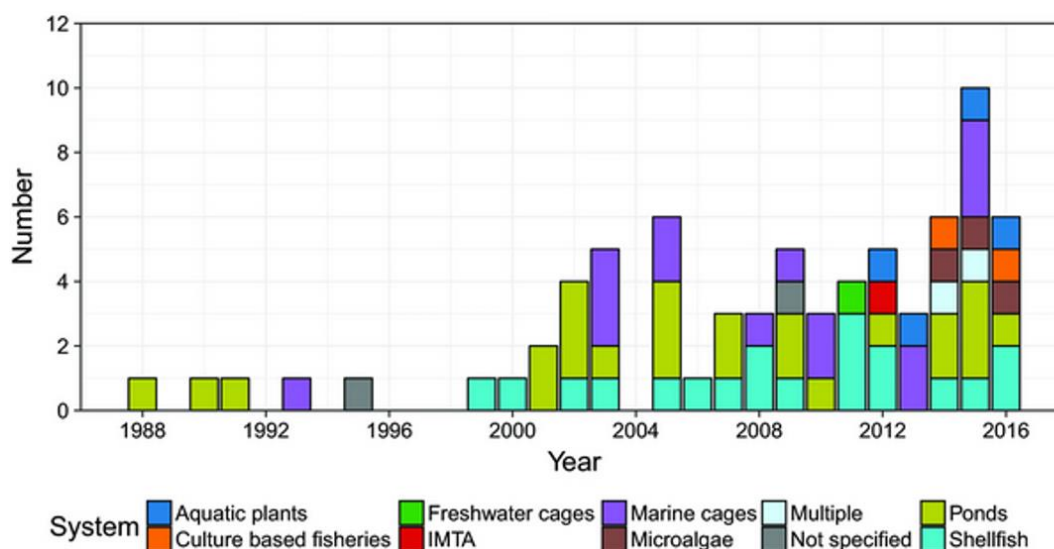 12
10
8
6
4
2
0
Number
1988 1992 1996 2000 2004 2008 2012 2016
Year
System
Aquatic plants Freshwater cages Marine cages Multiple Ponds
Culture based fisheries IMTA Microalgae Not specified Shellfish